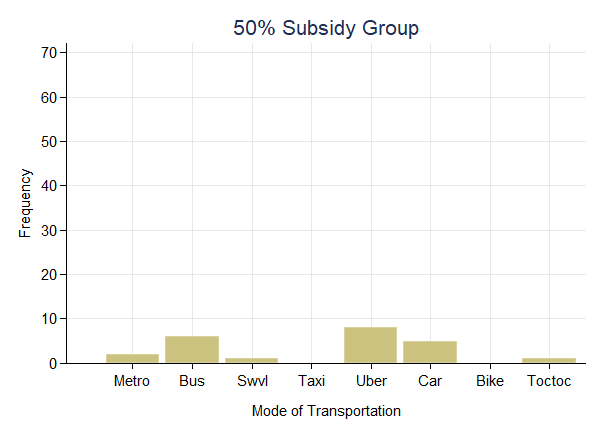 50% Subsidy Group
70
60
50
40
30
20
10
0
Frequency
Metro Bus Swvl Taxi Uber Car Bike Toctoc
Mode of Transportation